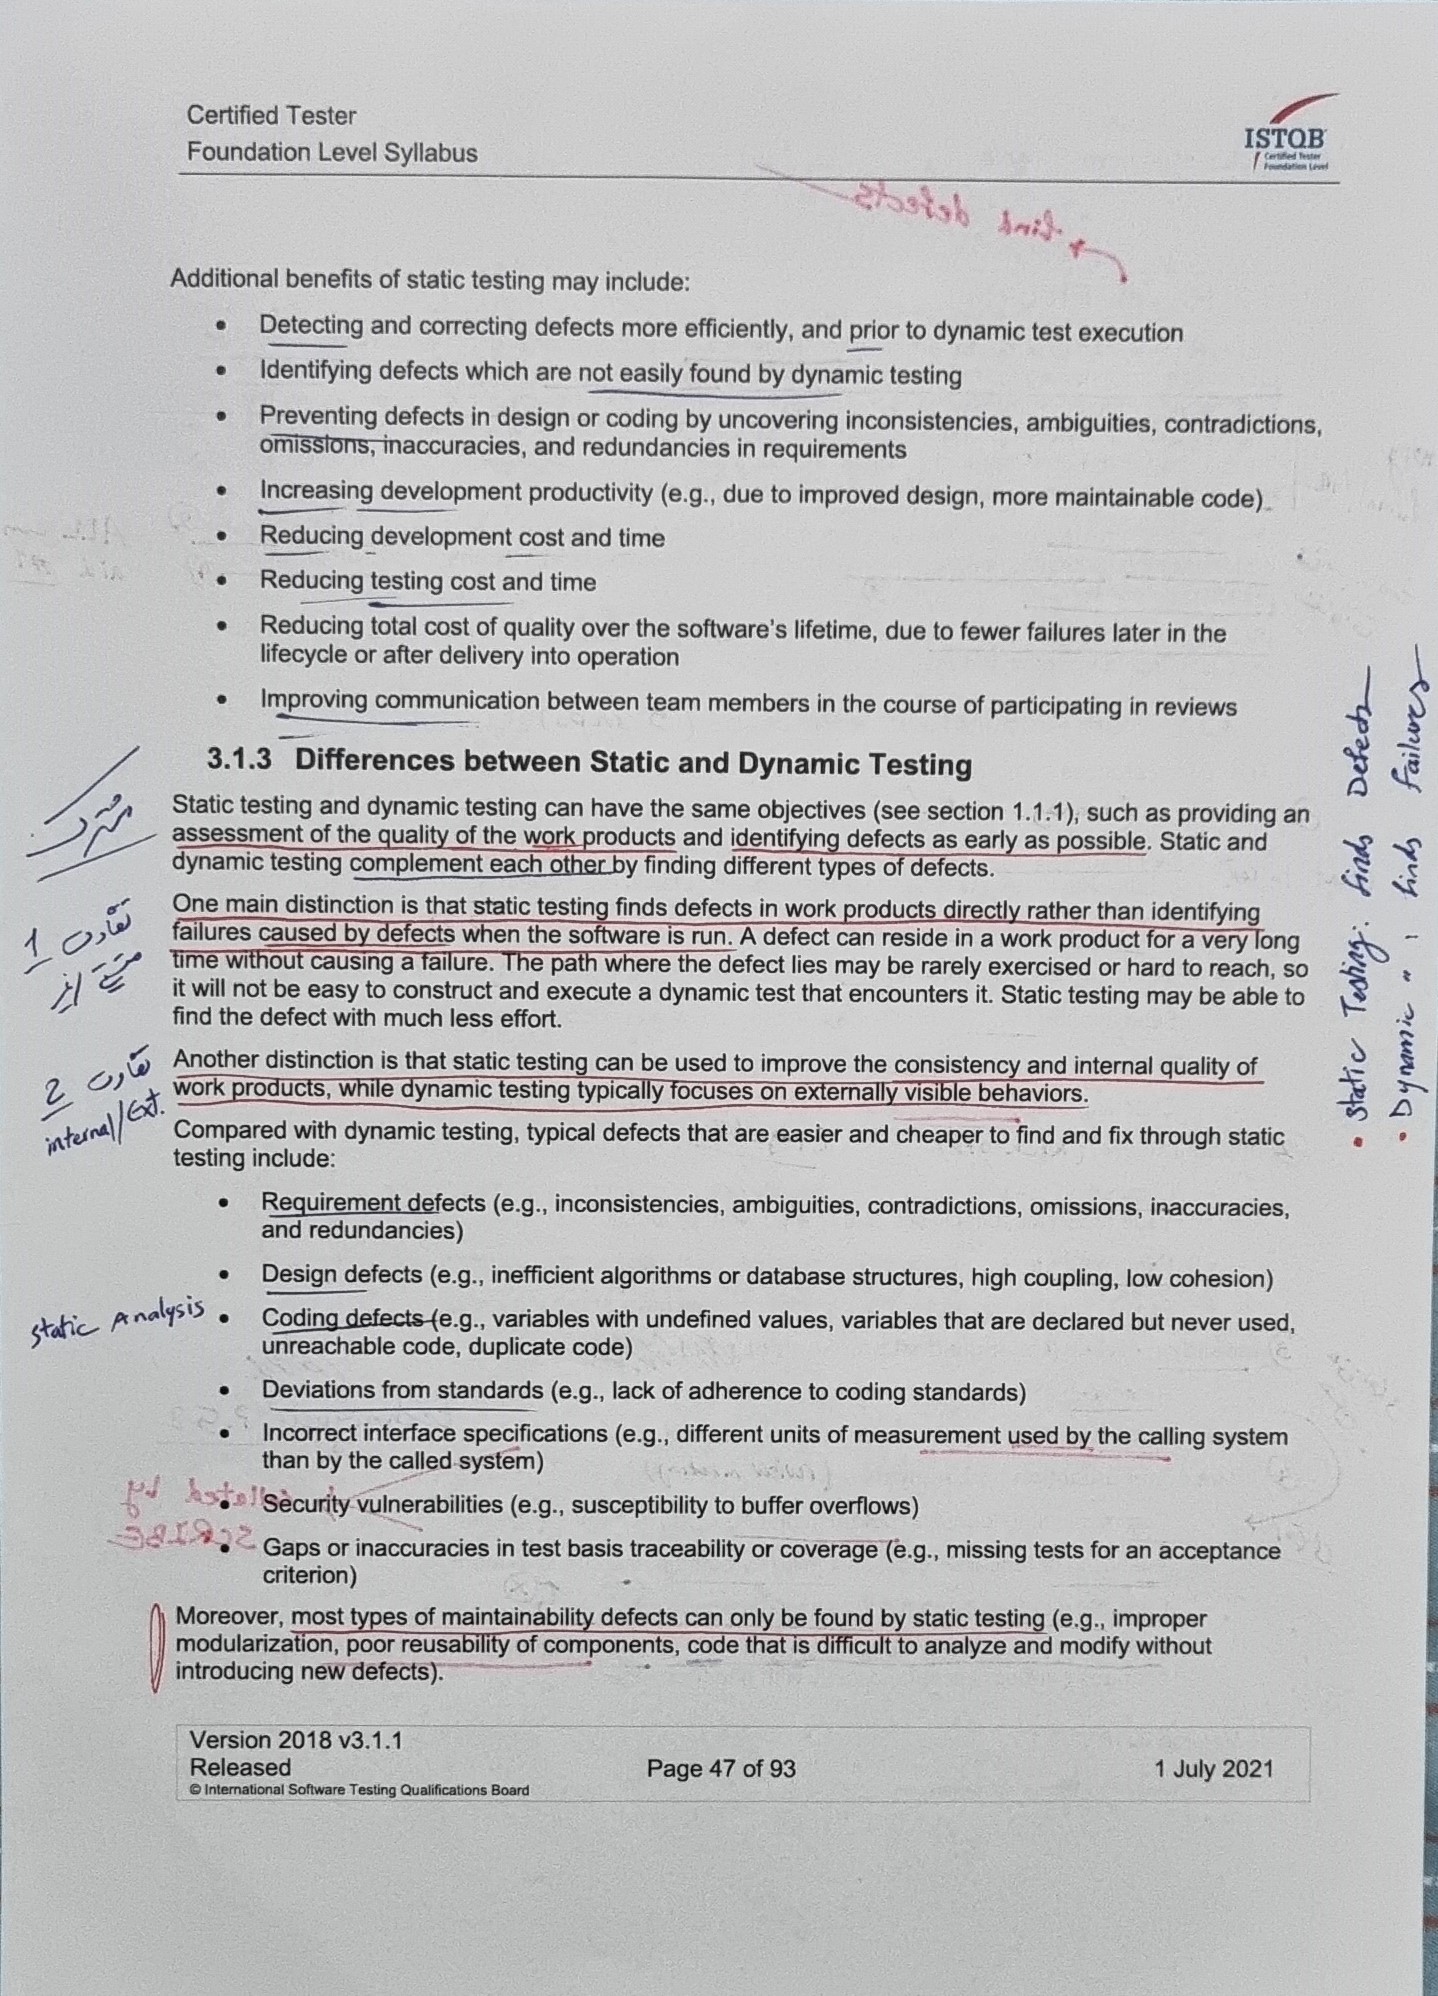 Certified Tester
Foundation Level Syllabus
ISTQB
Certified Tester
Foundation Level
find defects
Additional benefits of static testing may include:
• Detecting and correcting defects more efficiently, and prior to dynamic test execution
• Identifying defects which are not easily found by dynamic testing
• Preventing defects in design or coding by uncovering inconsistencies, ambiguities, contradictions,
omissions, inaccuracies, and redundancies in requirements
• Increasing development productivity (e.g., due to improved design, more maintainable code)
• Reducing development cost and time
• Reducing testing cost and time
• Reducing total cost of quality over the software's lifetime, due to fewer failures later in the
lifecycle or after delivery into operation
• Improving communication between team members in the course of participating in reviews
3.1.3 Differences between Static and Dynamic Testing
مشترک
Static testing and dynamic testing can have the same objectives (see section 1.1.1), such as providing an
assessment of the quality of the work products and identifying defects as early as possible. Static and
dynamic testing complement each other by finding different types of defects.
تفاوت 1
One main distinction is that static testing finds defects in work products directly rather than identifying
failures caused by defects when the software is run. A defect can reside in a work product for a very long
time without causing a failure. The path where the defect lies may be rarely exercised or hard to reach, so
it will not be easy to construct and execute a dynamic test that encounters it. Static testing may be able to
find the defect with much less effort.
تفاوت 2
internal/Ext.
Another distinction is that static testing can be used to improve the consistency and internal quality of
work products, while dynamic testing typically focuses on externally visible behaviors.
• Static Testing: finds Defects
• Dynamic " : finds Failures
Compared with dynamic testing, typical defects that are easier and cheaper to find and fix through static
testing include:
• Requirement defects (e.g., inconsistencies, ambiguities, contradictions, omissions, inaccuracies,
and redundancies)
• Design defects (e.g., inefficient algorithms or database structures, high coupling, low cohesion)
Static Analysis
• Coding defects (e.g., variables with undefined values, variables that are declared but never used,
unreachable code, duplicate code)
• Deviations from standards (e.g., lack of adherence to coding standards)
• Incorrect interface specifications (e.g., different units of measurement used by the calling system
than by the called system)
• Security vulnerabilities (e.g., susceptibility to buffer overflows)
SCRIBE
• Gaps or inaccuracies in test basis traceability or coverage (e.g., missing tests for an acceptance
criterion)
Moreover, most types of maintainability defects can only be found by static testing (e.g., improper
modularization, poor reusability of components, code that is difficult to analyze and modify without
introducing new defects).
Version 2018 v3.1.1
Released
© International Software Testing Qualifications Board
Page 47 of 93
1 July 2021